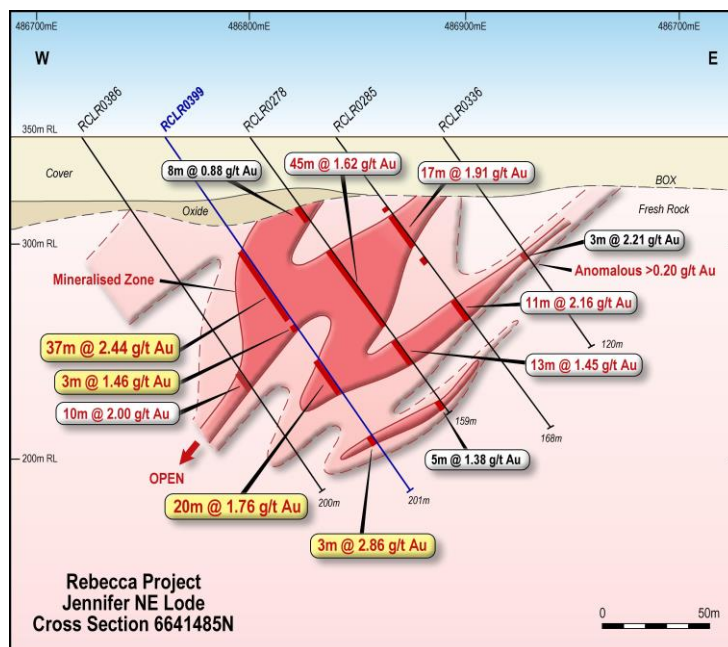 486700mE
486800mE
486900mE
486700mE
W
E
RCLR0386
RCLR0399
RCLR0278
RCLR0285
RCLR0336
350m RL
Cover
8m @ 0.88 g/t Au
45m @ 1.62 g/t Au
17m @ 1.91 g/t Au
BOX
Oxide
Fresh Rock
300m RL
3m @ 2.21 g/t Au
Mineralised Zone
Anomalous >0.20 g/t Au
11m @ 2.16 g/t Au
37m @ 2.44 g/t Au
120m
3m @ 1.46 g/t Au
13m @ 1.45 g/t Au
10m @ 2.00 g/t Au
159m
168m
200m RL
OPEN
5m @ 1.38 g/t Au
200m
201m
20m @ 1.76 g/t Au
3m @ 2.86 g/t Au
Rebecca Project
Jennifer NE Lode
Cross Section 6641485N
0
50m